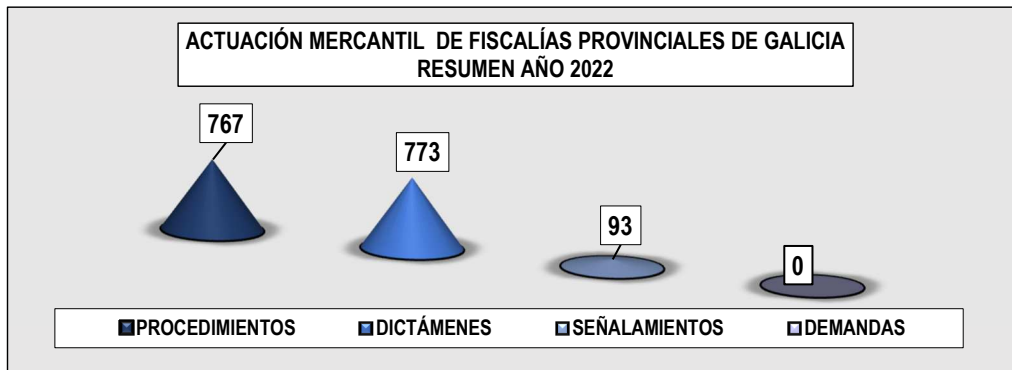 ACTUACIÓN MERCANTIL DE FISCALÍAS PROVINCIALES DE GALICIA
RESUMEN AÑO 2022
767
773
93
0
PROCEDIMIENTOS DICTÁMENES SEÑALAMIENTOS DEMANDAS